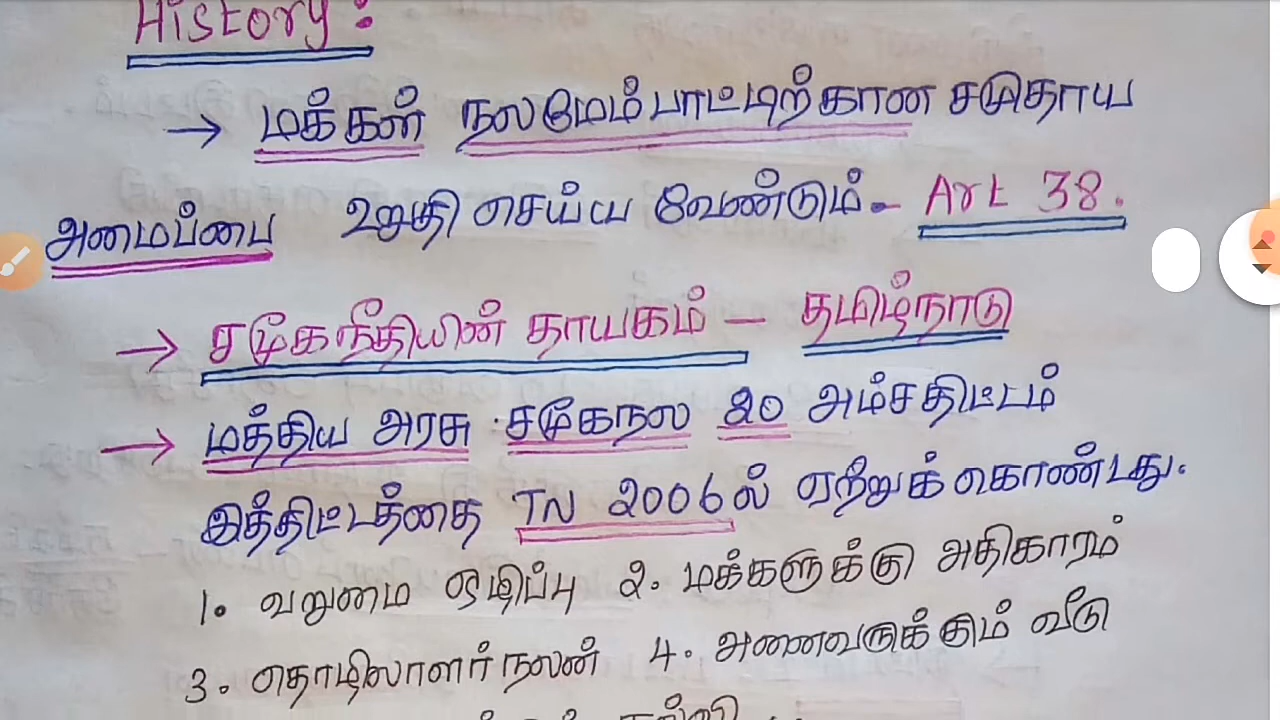 History :
→ மக்கள் நலமேம்பாட்டிற்கான சமுதாய
அமைப்பை உறுதி செய்ய வேண்டும் - Art 38.
→ சமூகநீதியின் தாயகம் - தமிழ்நாடு
→ மத்திய அரசு சமூகநல 20 அம்சதிட்டம்
இத்திட்டத்தை TN 2006ல் ஏற்றுக் கொண்டது.
1. வறுமை ஒழிப்பு 2. மக்களுக்கு அதிகாரம்
3. தொழிலாளர் நலன் 4. அனைவருக்கும் வீடு